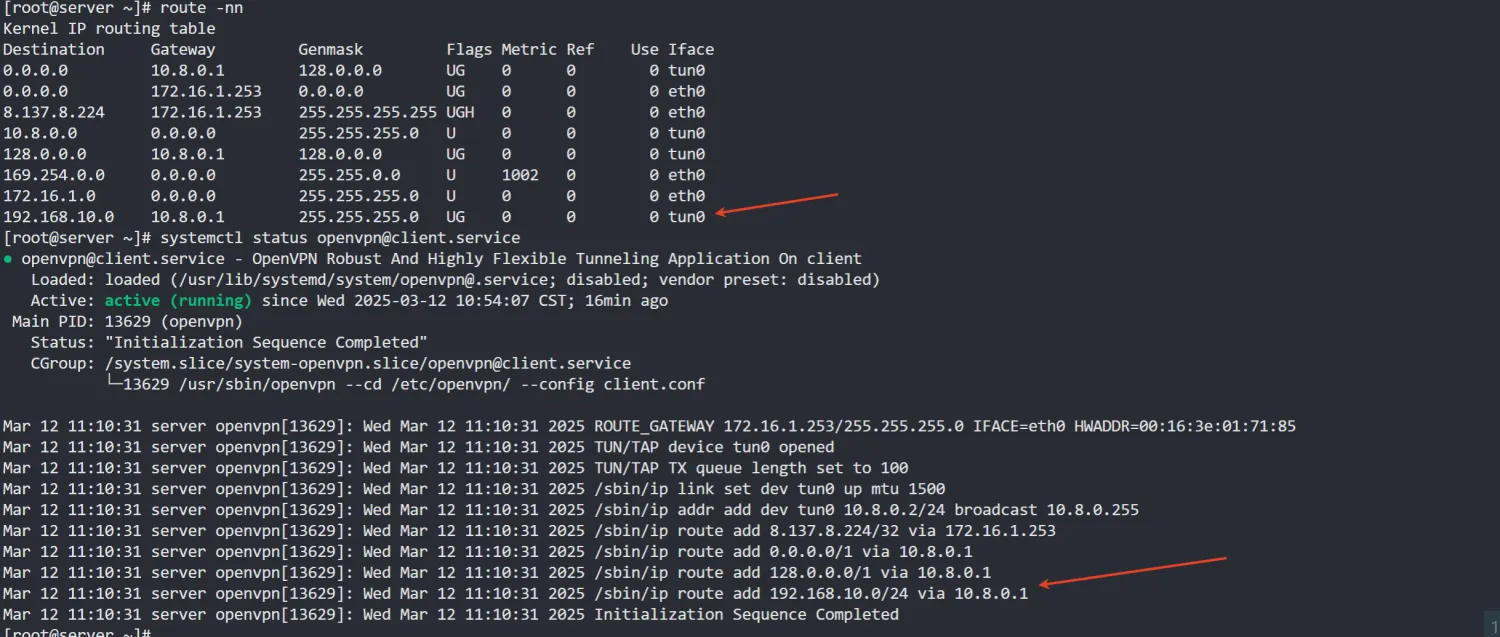 [root@server ~]# route -nn
Kernel IP routing table
Destination     Gateway         Genmask         Flags Metric Ref    Use Iface
0.0.0.0         10.8.0.1        128.0.0.0       UG    0      0        0 tun0
0.0.0.0         172.16.1.253    0.0.0.0         UG    0      0        0 eth0
8.137.8.224     172.16.1.253    255.255.255.255 UGH   0      0        0 eth0
10.8.0.0        0.0.0.0         255.255.255.0   U     0      0        0 tun0
128.0.0.0       10.8.0.1        128.0.0.0       UG    0      0        0 tun0
169.254.0.0     0.0.0.0         255.255.0.0     U     1002   0        0 eth0
172.16.1.0      0.0.0.0         255.255.255.0   U     0      0        0 eth0
192.168.10.0    10.8.0.1        255.255.255.0   UG    0      0        0 tun0
[root@server ~]# systemctl status openvpn@client.service
● openvpn@client.service - OpenVPN Robust And Highly Flexible Tunneling Application On client
   Loaded: loaded (/usr/lib/systemd/system/openvpn@.service; disabled; vendor preset: disabled)
   Active: active (running) since Wed 2025-03-12 10:54:07 CST; 16min ago
 Main PID: 13629 (openvpn)
   Status: "Initialization Sequence Completed"
   CGroup: /system.slice/system-openvpn.slice/openvpn@client.service
           └─13629 /usr/sbin/openvpn --cd /etc/openvpn/ --config client.conf
Mar 12 11:10:31 server openvpn[13629]: Wed Mar 12 11:10:31 2025 ROUTE_GATEWAY 172.16.1.253/255.255.255.0 IFACE=eth0 HWADDR=00:16:3e:01:71:85
Mar 12 11:10:31 server openvpn[13629]: Wed Mar 12 11:10:31 2025 TUN/TAP device tun0 opened
Mar 12 11:10:31 server openvpn[13629]: Wed Mar 12 11:10:31 2025 TUN/TAP TX queue length set to 100
Mar 12 11:10:31 server openvpn[13629]: Wed Mar 12 11:10:31 2025 /sbin/ip link set dev tun0 up mtu 1500
Mar 12 11:10:31 server openvpn[13629]: Wed Mar 12 11:10:31 2025 /sbin/ip addr add dev tun0 10.8.0.2/24 broadcast 10.8.0.255
Mar 12 11:10:31 server openvpn[13629]: Wed Mar 12 11:10:31 2025 /sbin/ip route add 8.137.8.224/32 via 172.16.1.253
Mar 12 11:10:31 server openvpn[13629]: Wed Mar 12 11:10:31 2025 /sbin/ip route add 0.0.0.0/1 via 10.8.0.1
Mar 12 11:10:31 server openvpn[13629]: Wed Mar 12 11:10:31 2025 /sbin/ip route add 128.0.0.0/1 via 10.8.0.1
Mar 12 11:10:31 server openvpn[13629]: Wed Mar 12 11:10:31 2025 /sbin/ip route add 192.168.10.0/24 via 10.8.0.1
Mar 12 11:10:31 server openvpn[13629]: Wed Mar 12 11:10:31 2025 Initialization Sequence Completed
[root@server ~]#
1